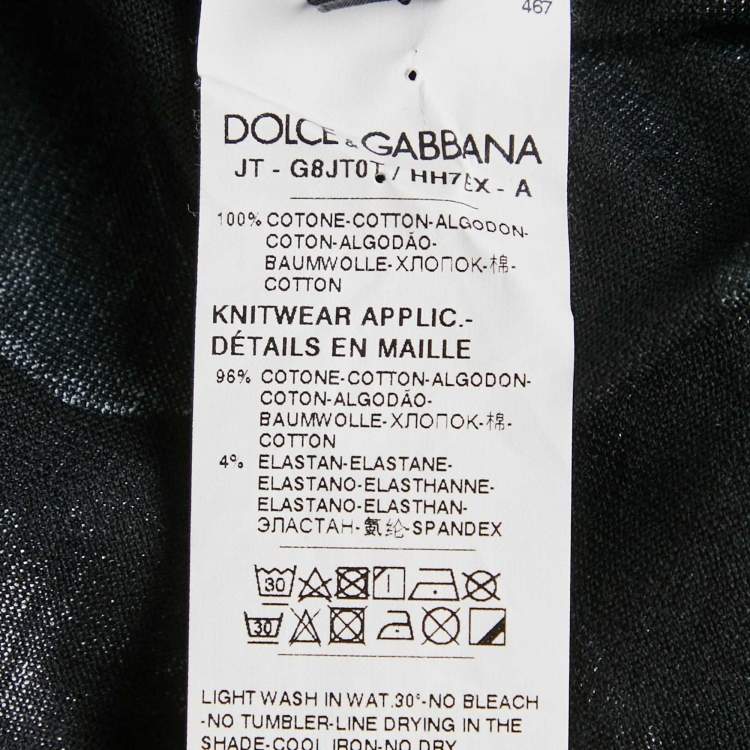 467
DOLCE & GABBANA
JT - G8JT0T / HH7EX - A
100% COTONE-COTTON-ALGODON-
COTON-ALGODÃO-
BAUMWOLLE-ХЛОПОК-棉-
COTTON
KNITWEAR APPLIC.-
DÉTAILS EN MAILLE
96% COTONE-COTTON-ALGODON-
COTON-ALGODÃO-
BAUMWOLLE-ХЛОПОК-棉-
COTTON
4% ELASTAN-ELASTANE-
ELASTANO-ELASTHANNE-
ELASTANO-ELASTHAN-
ЭЛАСТАН-氨纶-SPANDEX
30
30
LIGHT WASH IN WAT.30°-NO BLEACH
-NO TUMBLER-LINE DRYING IN THE
SHADE-COOL IRON-NO DRY